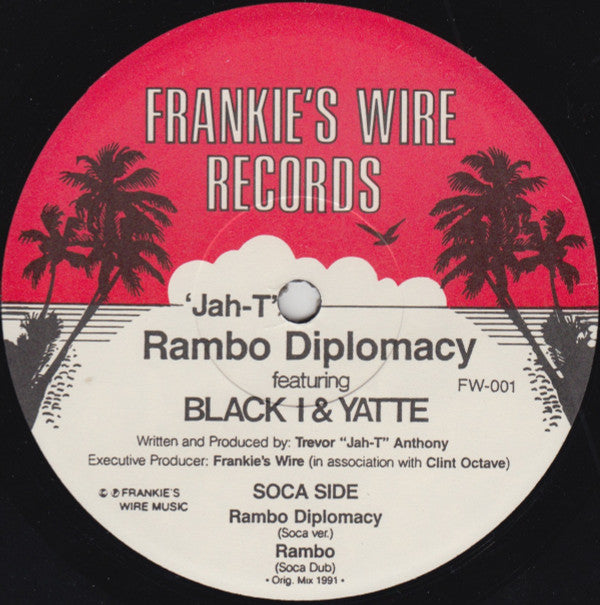 FRANKIE'S WIRE
RECORDS
'Jah-T'
Rambo Diplomacy
featuring
FW-001
BLACK I & YATTE
Written and Produced by: Trevor "Jah-T" Anthony
Executive Producer: Frankie's Wire (in association with Clint Octave)
© ℗ FRANKIE'S
WIRE MUSIC
SOCA SIDE
Rambo Diplomacy
(Soca ver.)
Rambo
(Soca Dub)
• Orig. Mix 1991 •